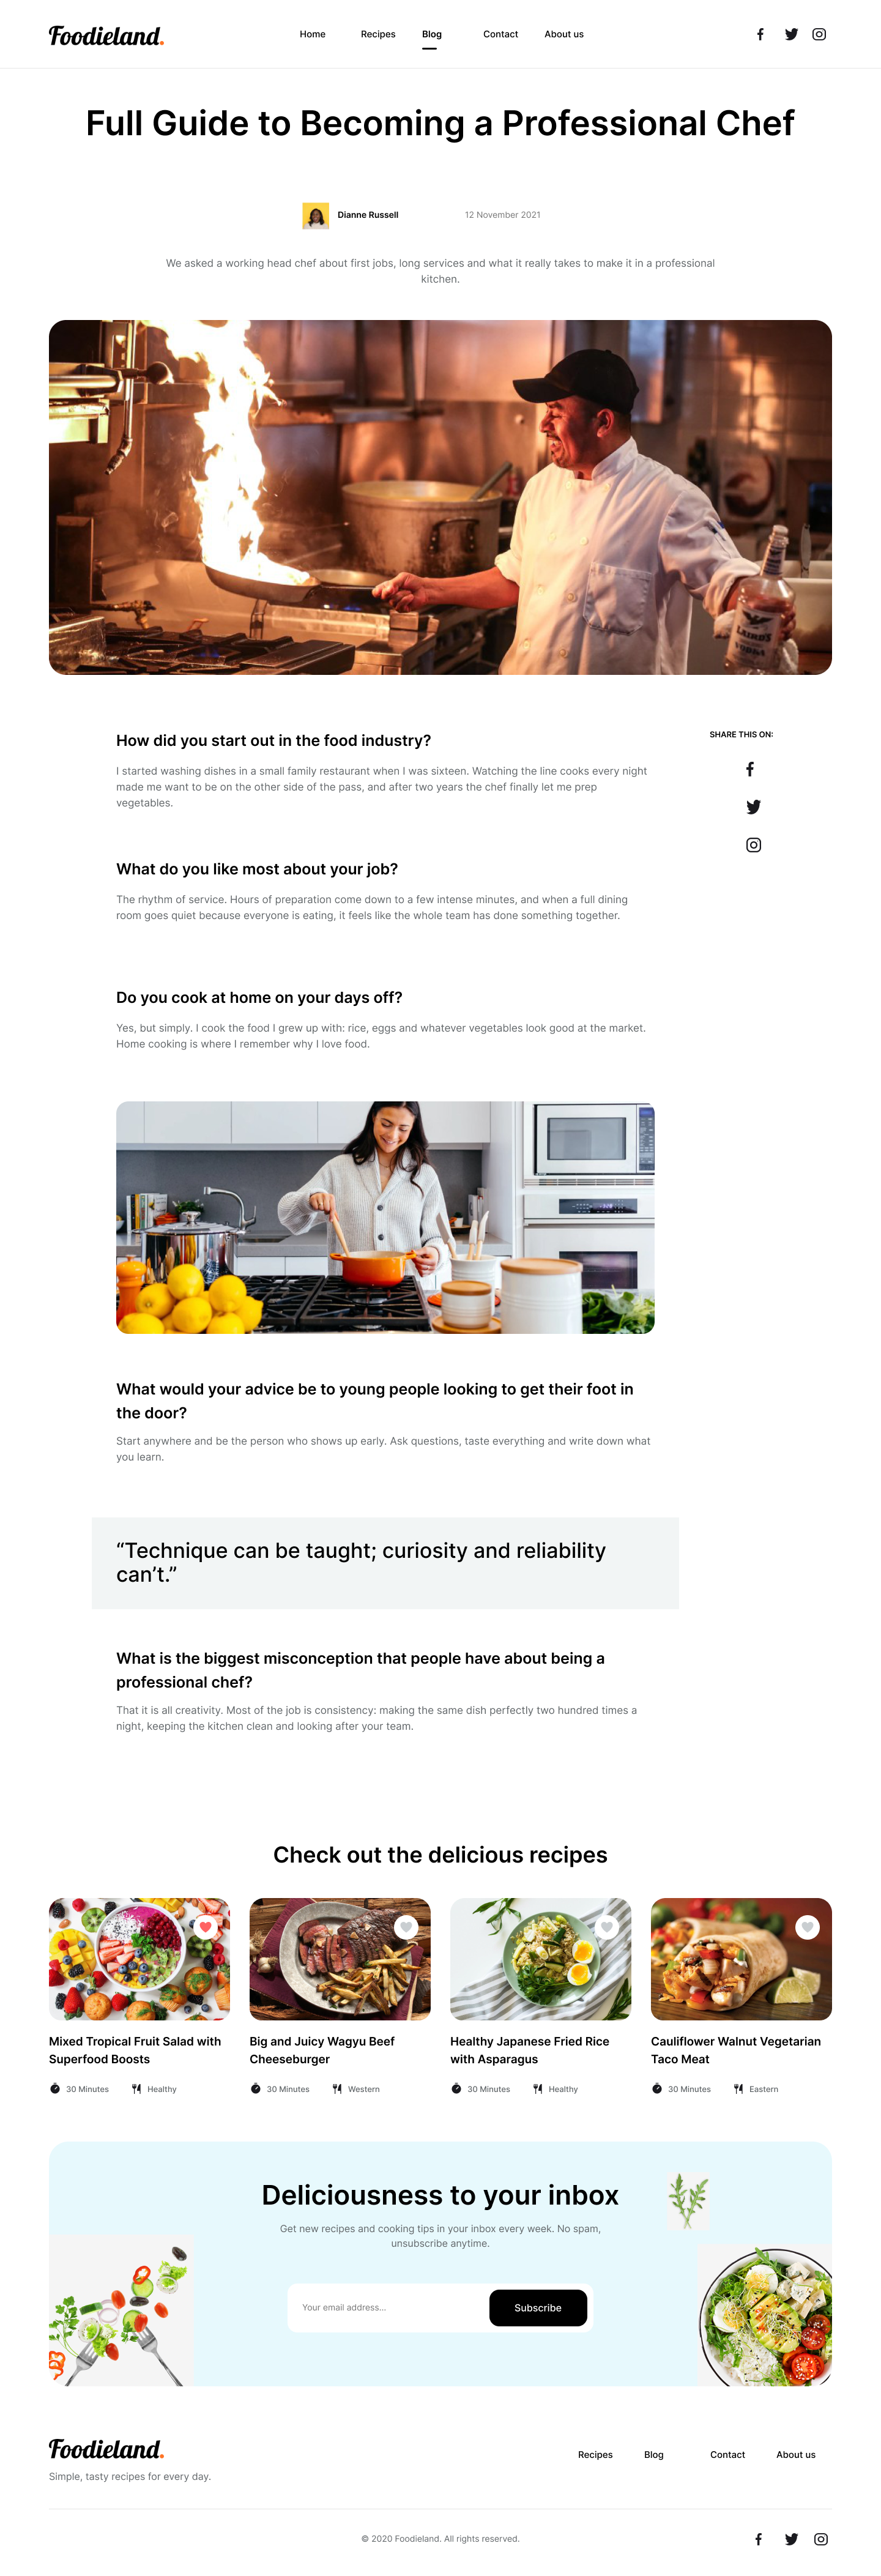 Foodieland.
Home
Recipes
Blog
Contact
About us
Full Guide to Becoming a Professional Chef
Dianne Russell
12 November 2021
We asked a working head chef about first jobs, long services and what it really takes to make it in a professional
kitchen.
LAIRD'S
VODKA
How did you start out in the food industry?
I started washing dishes in a small family restaurant when I was sixteen. Watching the line cooks every night
made me want to be on the other side of the pass, and after two years the chef finally let me prep
vegetables.
SHARE THIS ON:
What do you like most about your job?
The rhythm of service. Hours of preparation come down to a few intense minutes, and when a full dining
room goes quiet because everyone is eating, it feels like the whole team has done something together.
Do you cook at home on your days off?
Yes, but simply. I cook the food I grew up with: rice, eggs and whatever vegetables look good at the market.
Home cooking is where I remember why I love food.
What would your advice be to young people looking to get their foot in
the door?
Start anywhere and be the person who shows up early. Ask questions, taste everything and write down what
you learn.
“Technique can be taught; curiosity and reliability
can’t.”
What is the biggest misconception that people have about being a
professional chef?
That it is all creativity. Most of the job is consistency: making the same dish perfectly two hundred times a
night, keeping the kitchen clean and looking after your team.
Check out the delicious recipes
Mixed Tropical Fruit Salad with
Superfood Boosts
30 Minutes
Healthy
Big and Juicy Wagyu Beef
Cheeseburger
30 Minutes
Western
Healthy Japanese Fried Rice
with Asparagus
30 Minutes
Healthy
Cauliflower Walnut Vegetarian
Taco Meat
30 Minutes
Eastern
Deliciousness to your inbox
Get new recipes and cooking tips in your inbox every week. No spam,
unsubscribe anytime.
Your email address...
Subscribe
Foodieland.
Simple, tasty recipes for every day.
Recipes
Blog
Contact
About us
© 2020 Foodieland. All rights reserved.